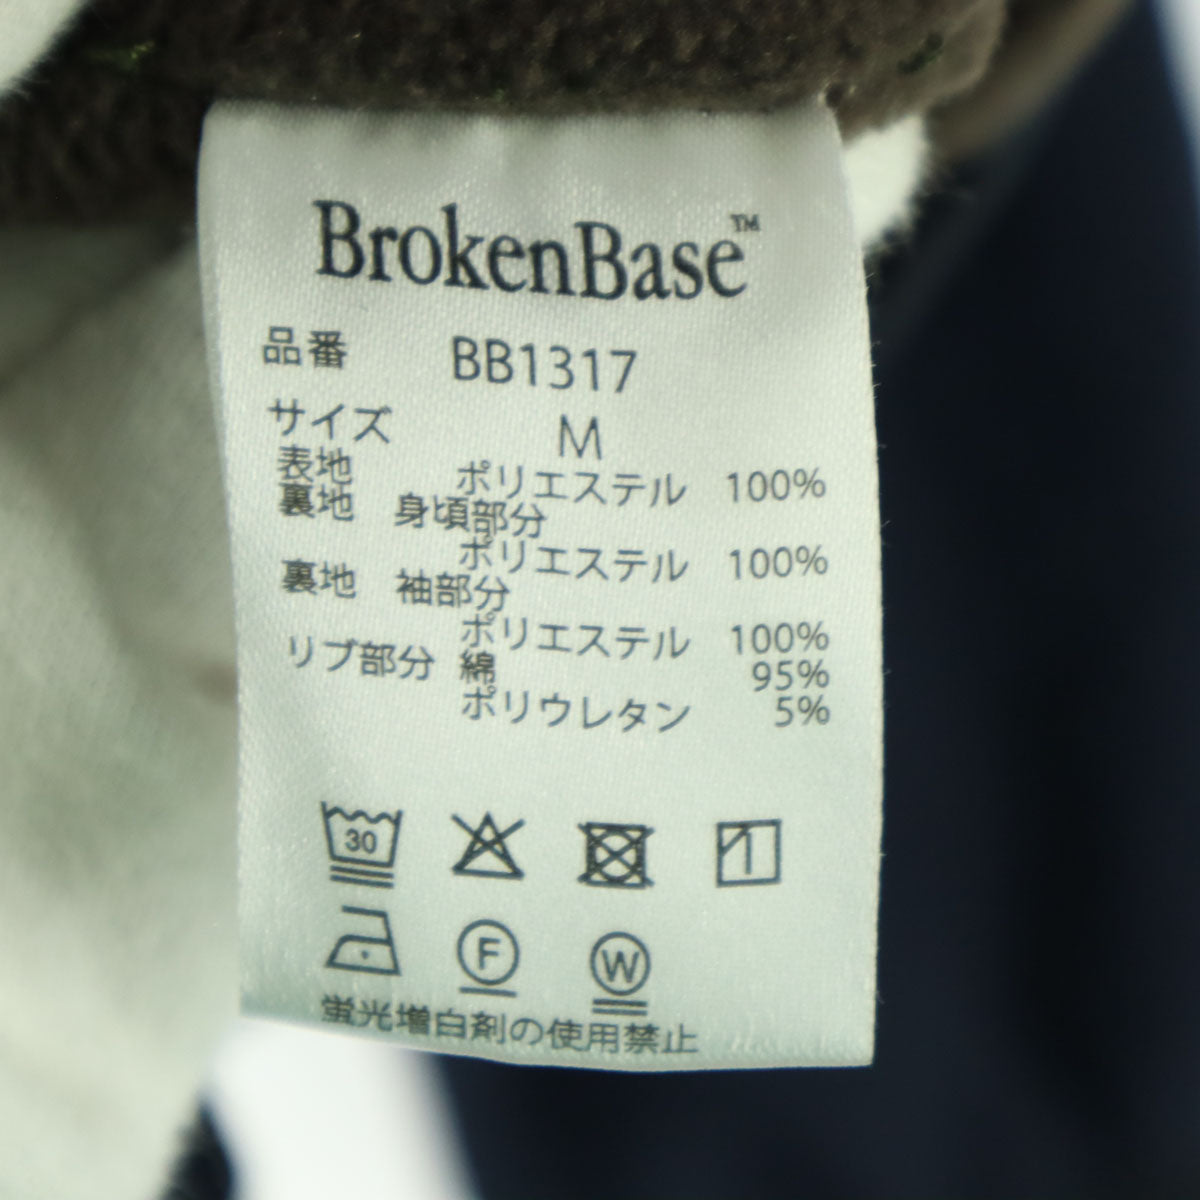 BrokenBase™
品番 BB1317
サイズ M
表地 ポリエステル 100%
裏地 身頃部分
ポリエステル 100%
裏地 袖部分
ポリエステル 100%
リブ部分 綿 95%
ポリウレタン 5%
30
F W
蛍光増白剤の使用禁止